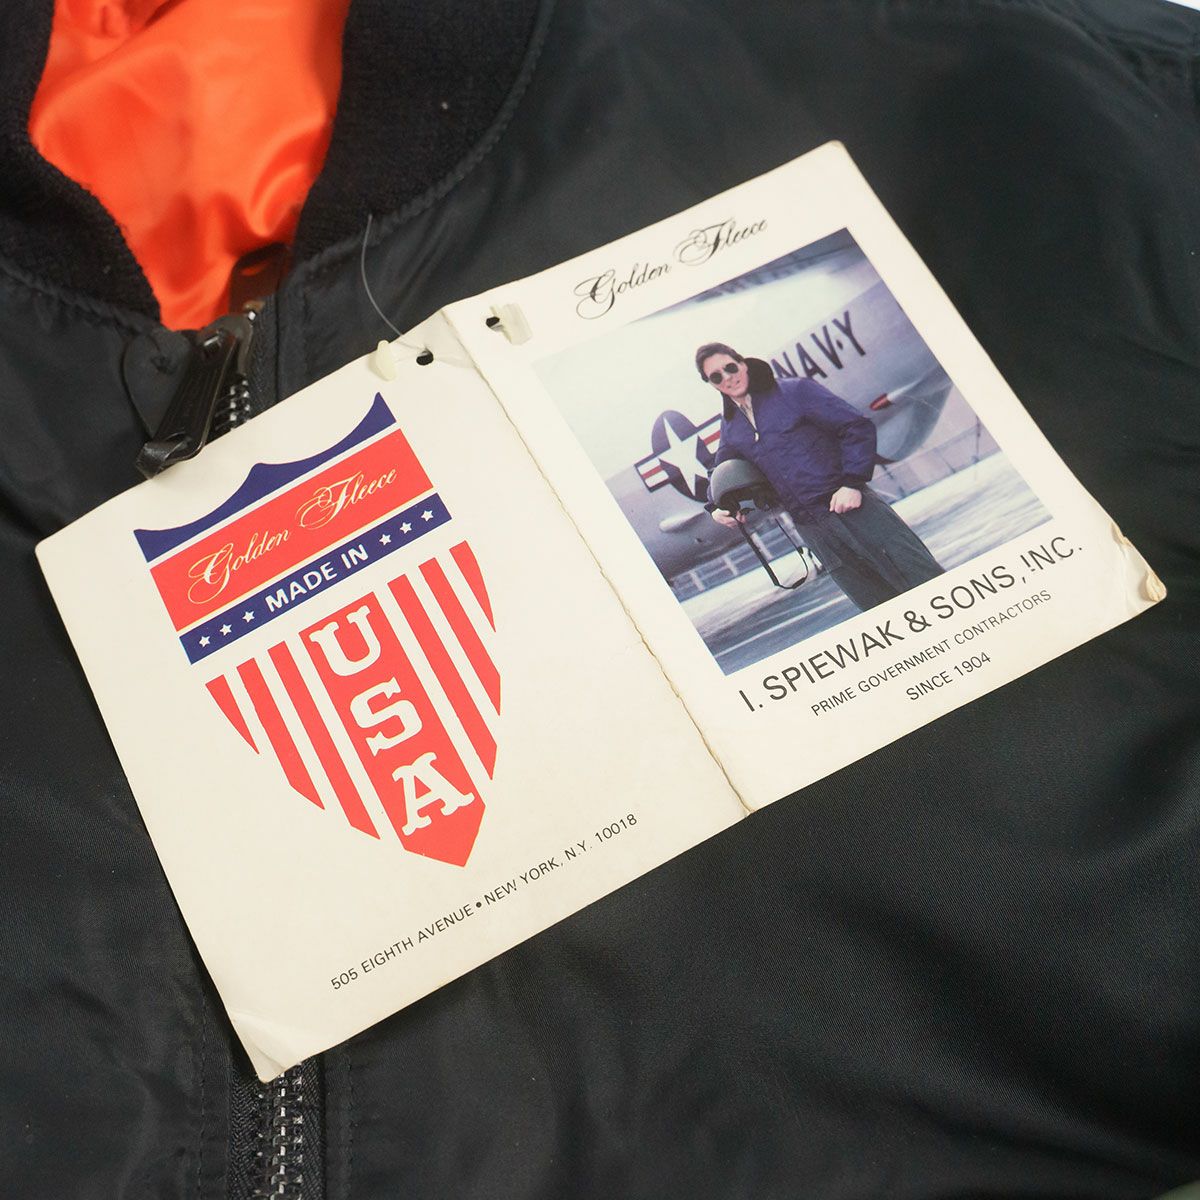 Golden Fleece
MADE IN
USA
505 EIGHTH AVENUE • NEW YORK, N.Y. 10018
Golden Fleece
NAVY
I. SPIEWAK & SONS, INC.
PRIME GOVERNMENT CONTRACTORS
SINCE 1904